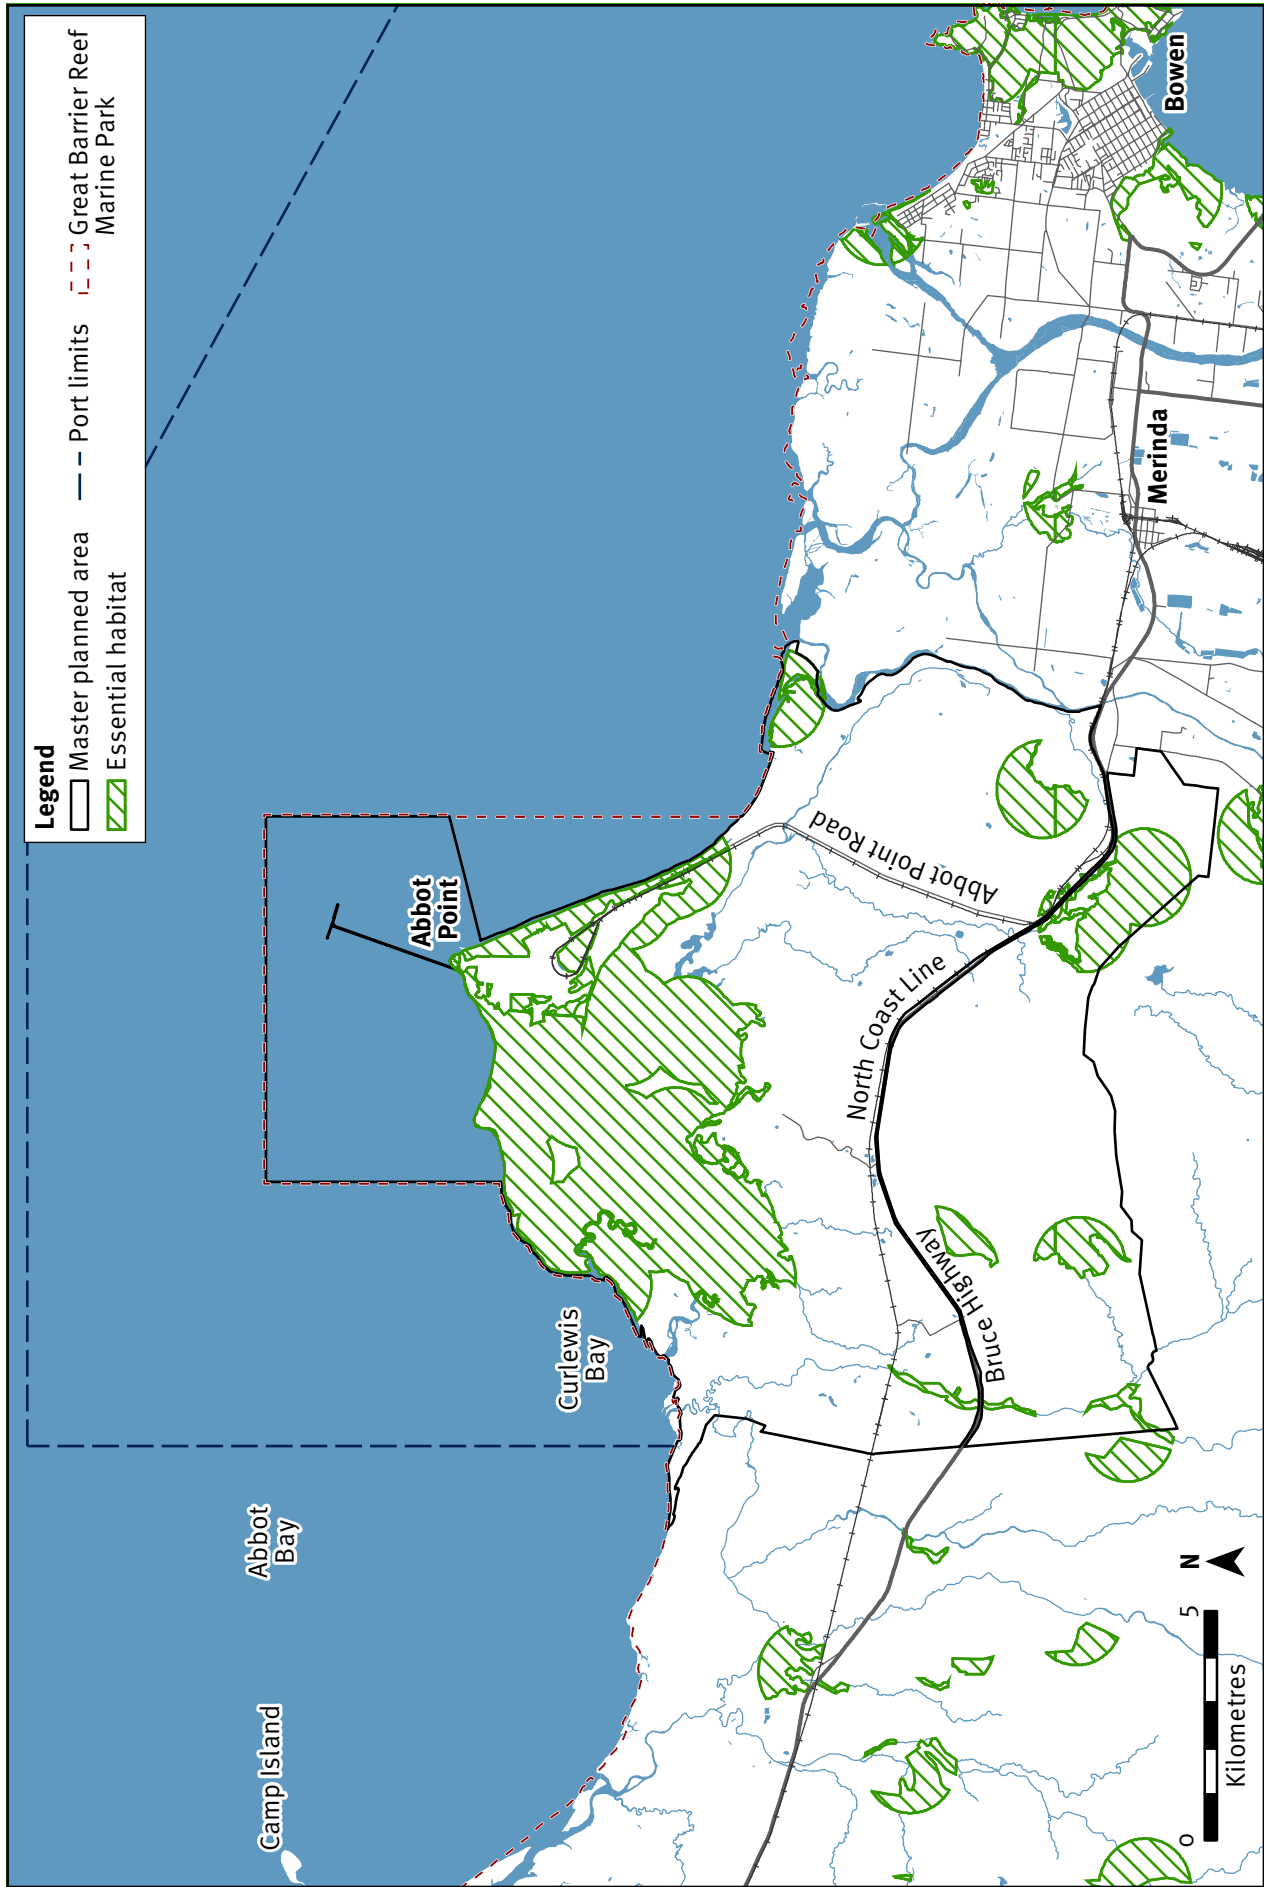 Legend
Master planned area
Port limits
Great Barrier Reef
Marine Park
Essential habitat
Camp Island
Abbot
Bay
Curlewis
Bay
Abbot
Point
Abbot Point Road
North Coast Line
Bruce Highway
Merinda
Bowen
0
5
Kilometres
N